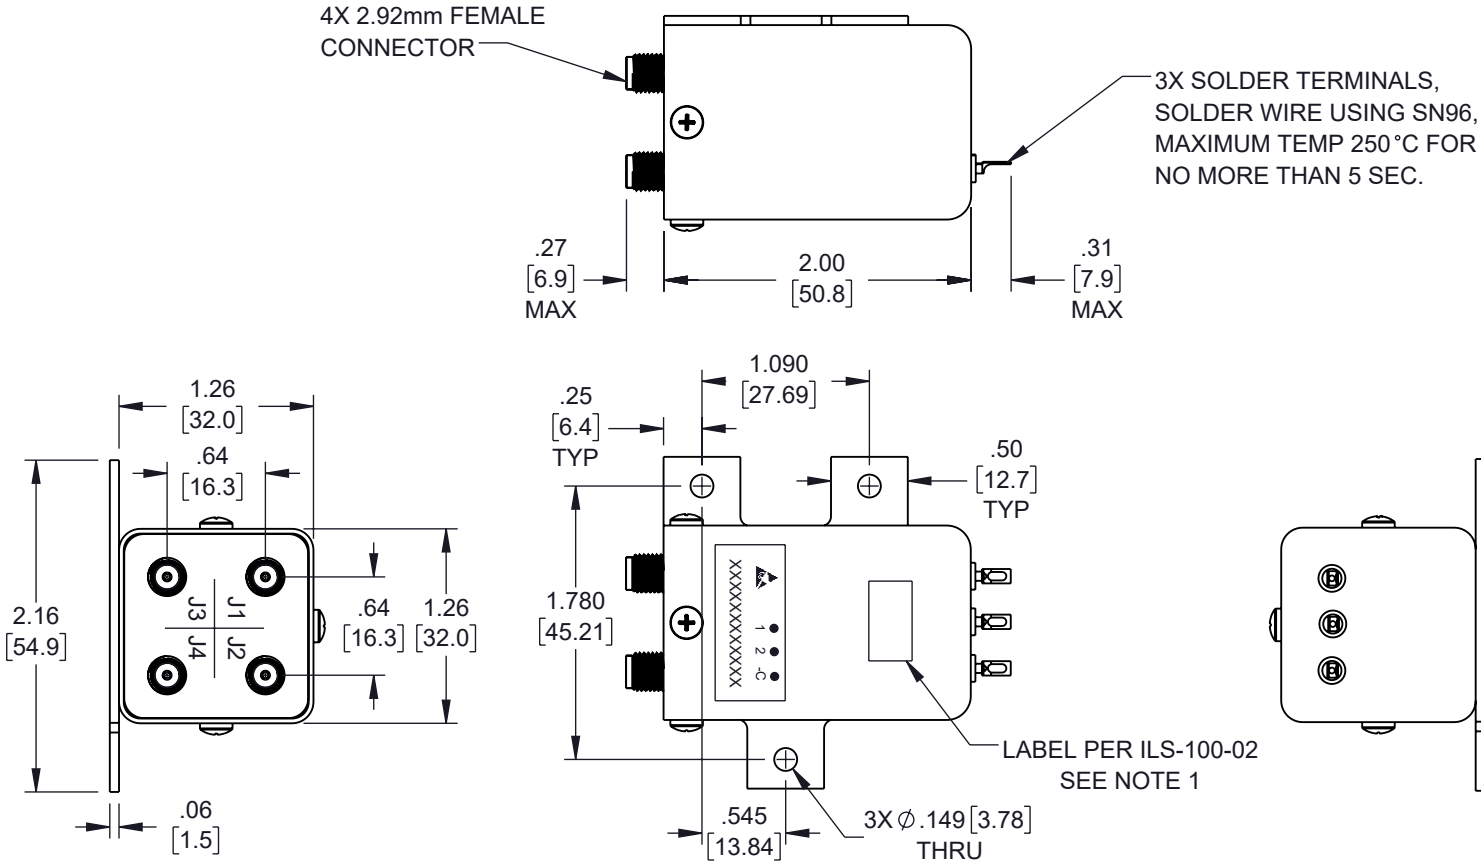 4X 2.92mm FEMALE
CONNECTOR
3X SOLDER TERMINALS,
SOLDER WIRE USING SN96,
MAXIMUM TEMP 250°C FOR
NO MORE THAN 5 SEC.
.27
[6.9]
MAX
2.00
[50.8]
.31
[7.9]
MAX
1.26
[32.0]
.64
[16.3]
2.16
[54.9]
J3
J1
J4
J2
.64
[16.3]
1.26
[32.0]
.06
[1.5]
1.090
[27.69]
.25
[6.4]
TYP
.50
[12.7]
TYP
1.780
[45.21]
XXXXXXXXXXXXX
1
2
-C
LABEL PER ILS-100-02
SEE NOTE 1
.545
[13.84]
3X ⌀.149[3.78]
THRU